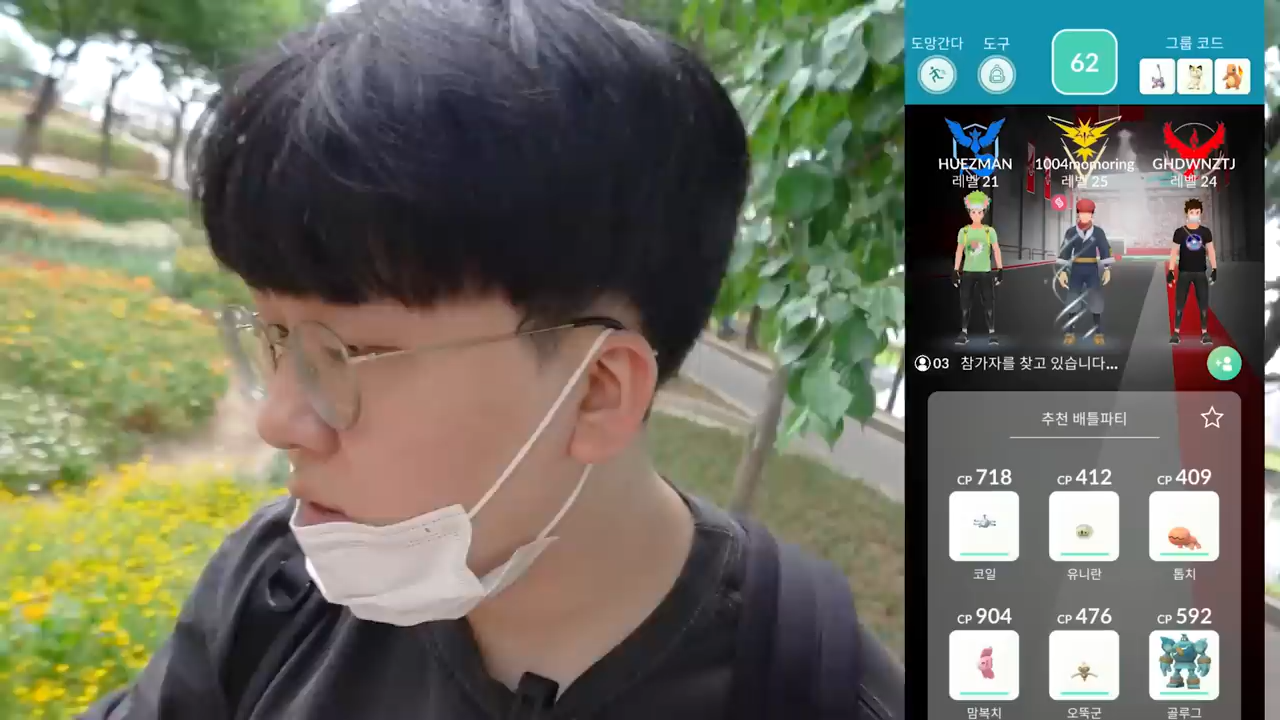 도망간다
도구
62
그룹 코드
HUEZMAN
레벨 21
1004momoring
레벨 25
GHDWNZTJ
레벨 24
03 참가자를 찾고 있습니다...
추천 배틀파티
CP 718
CP 412
CP 409
코일
유니란
톱치
CP 904
CP 476
CP 592
맘복치
오뚝군
골루그